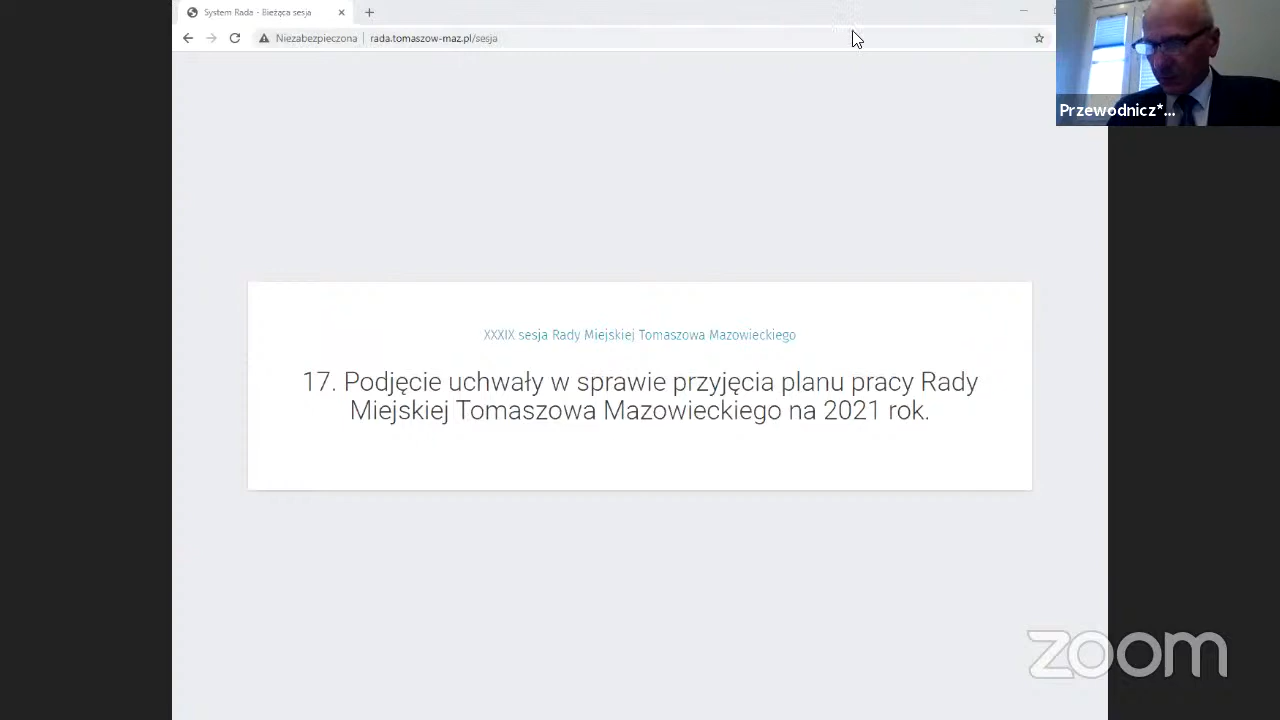 System Rada - Bieżąca sesja
Niezabezpieczona
rada.tomaszow-maz.pl/sesja
Przewodnicz*...
XXXIX sesja Rady Miejskiej Tomaszowa Mazowieckiego
17. Podjęcie uchwały w sprawie przyjęcia planu pracy Rady
Miejskiej Tomaszowa Mazowieckiego na 2021 rok.
zoom